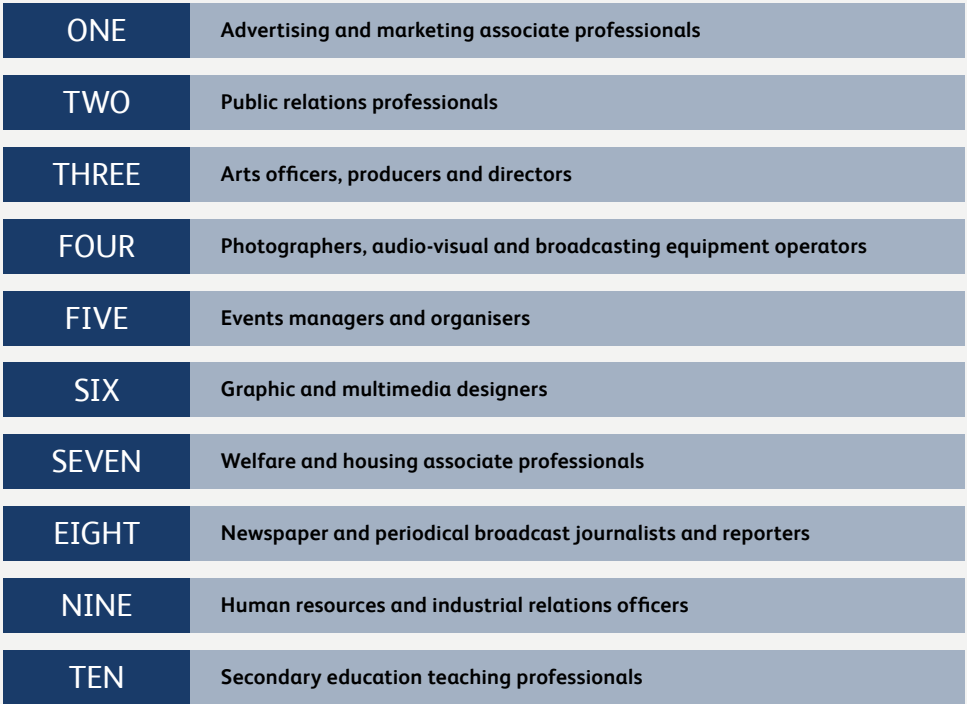 ONE Advertising and marketing associate professionals
TWO Public relations professionals
THREE Arts officers, producers and directors
FOUR Photographers, audio-visual and broadcasting equipment operators
FIVE Events managers and organisers
SIX Graphic and multimedia designers
SEVEN Welfare and housing associate professionals
EIGHT Newspaper and periodical broadcast journalists and reporters
NINE Human resources and industrial relations officers
TEN Secondary education teaching professionals